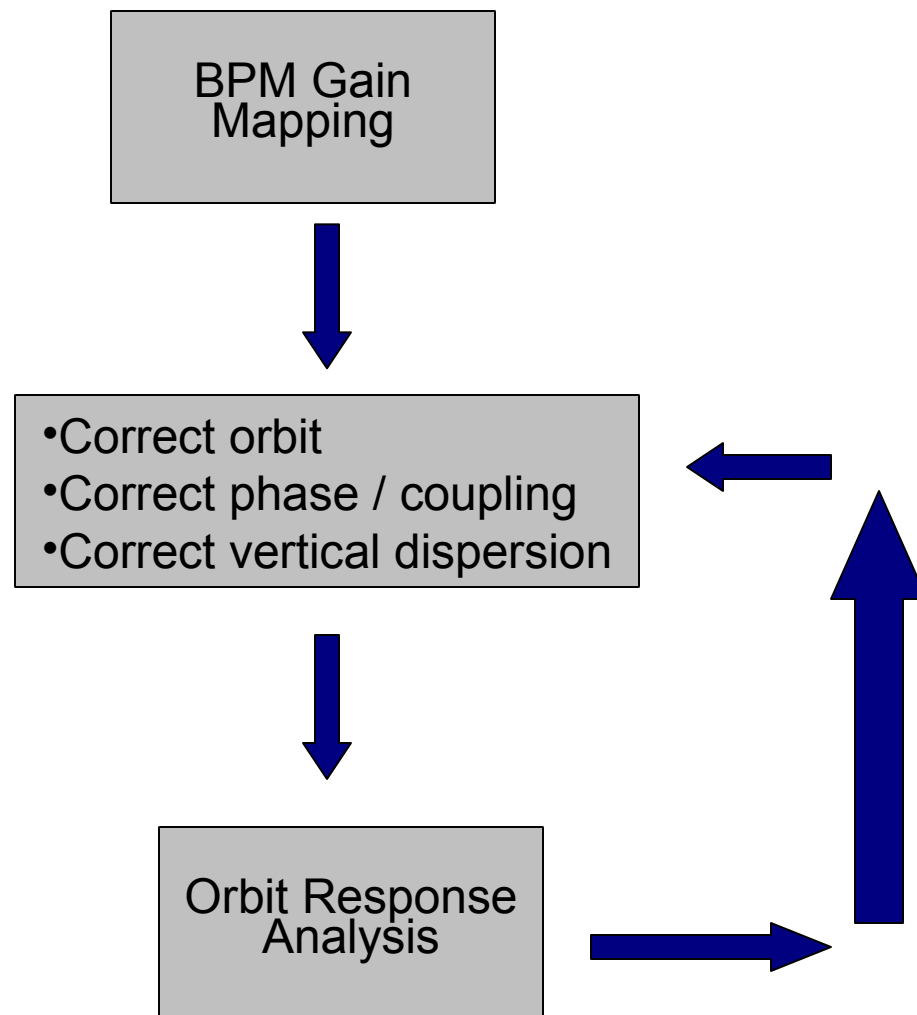 BPM Gain
Mapping
•Correct orbit
•Correct phase / coupling
•Correct vertical dispersion
Orbit Response
Analysis